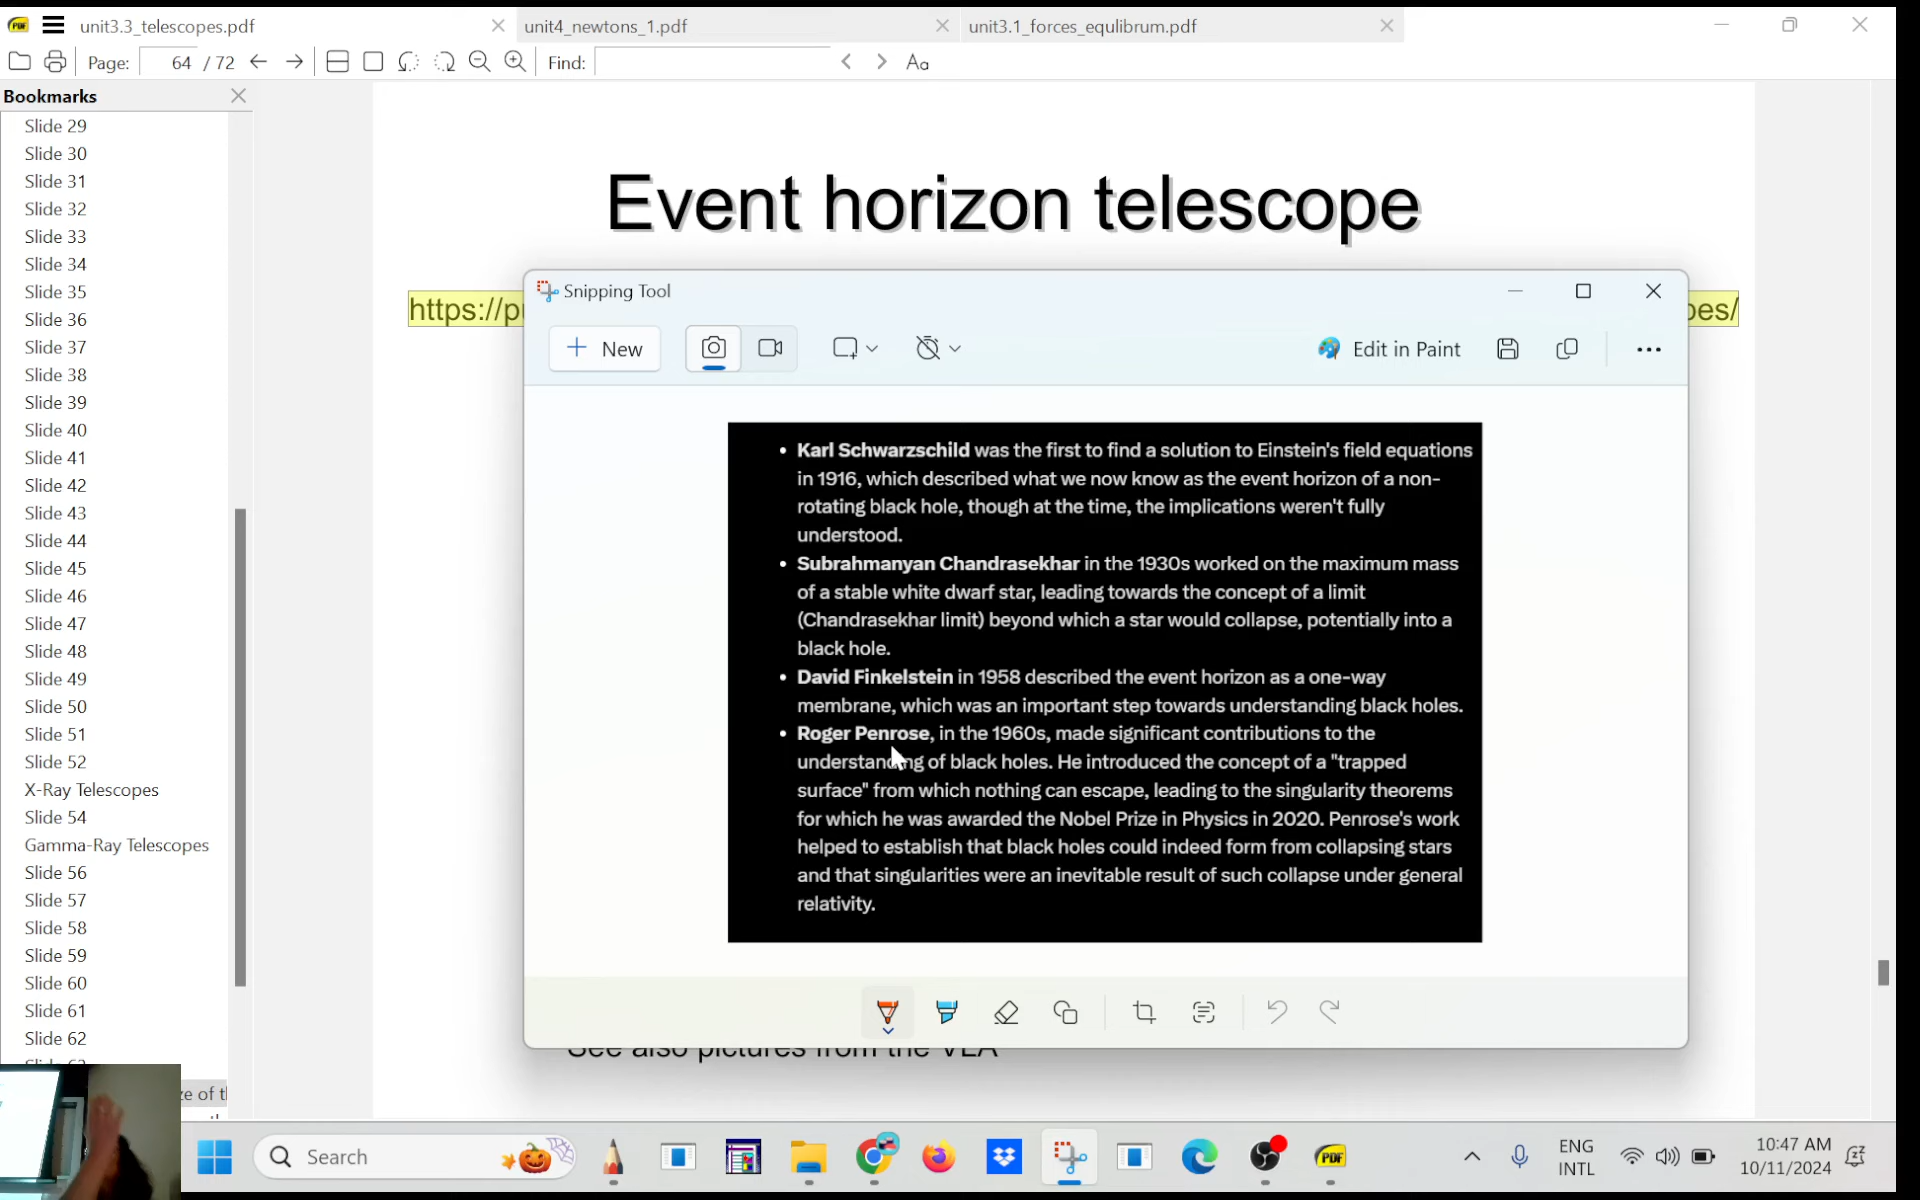 unit3.3_telescopes.pdf
unit4_newtons_1.pdf
unit3.1_forces_equlibrum.pdf
Page: 64 / 72 Find: Aa
Bookmarks
Slide 29
Slide 30
Slide 31
Slide 32
Slide 33
Slide 34
Slide 35
Slide 36
Slide 37
Slide 38
Slide 39
Slide 40
Slide 41
Slide 42
Slide 43
Slide 44
Slide 45
Slide 46
Slide 47
Slide 48
Slide 49
Slide 50
Slide 51
Slide 52
X-Ray Telescopes
Slide 54
Gamma-Ray Telescopes
Slide 56
Slide 57
Slide 58
Slide 59
Slide 60
Slide 61
Slide 62
Event horizon telescope
Snipping Tool
New
Edit in Paint
• Karl Schwarzschild was the first to find a solution to Einstein's field equations
in 1916, which described what we now know as the event horizon of a non-
rotating black hole, though at the time, the implications weren't fully
understood.
• Subrahmanyan Chandrasekhar in the 1930s worked on the maximum mass
of a stable white dwarf star, leading towards the concept of a limit
(Chandrasekhar limit) beyond which a star would collapse, potentially into a
black hole.
• David Finkelstein in 1958 described the event horizon as a one-way
membrane, which was an important step towards understanding black holes.
• Roger Penrose, in the 1960s, made significant contributions to the
understanding of black holes. He introduced the concept of a "trapped
surface" from which nothing can escape, leading to the singularity theorems
for which he was awarded the Nobel Prize in Physics in 2020. Penrose's work
helped to establish that black holes could indeed form from collapsing stars
and that singularities were an inevitable result of such collapse under general
relativity.
See also pictures from the VLA
Search
PDF
ENG
INTL
10:47 AM
10/11/2024